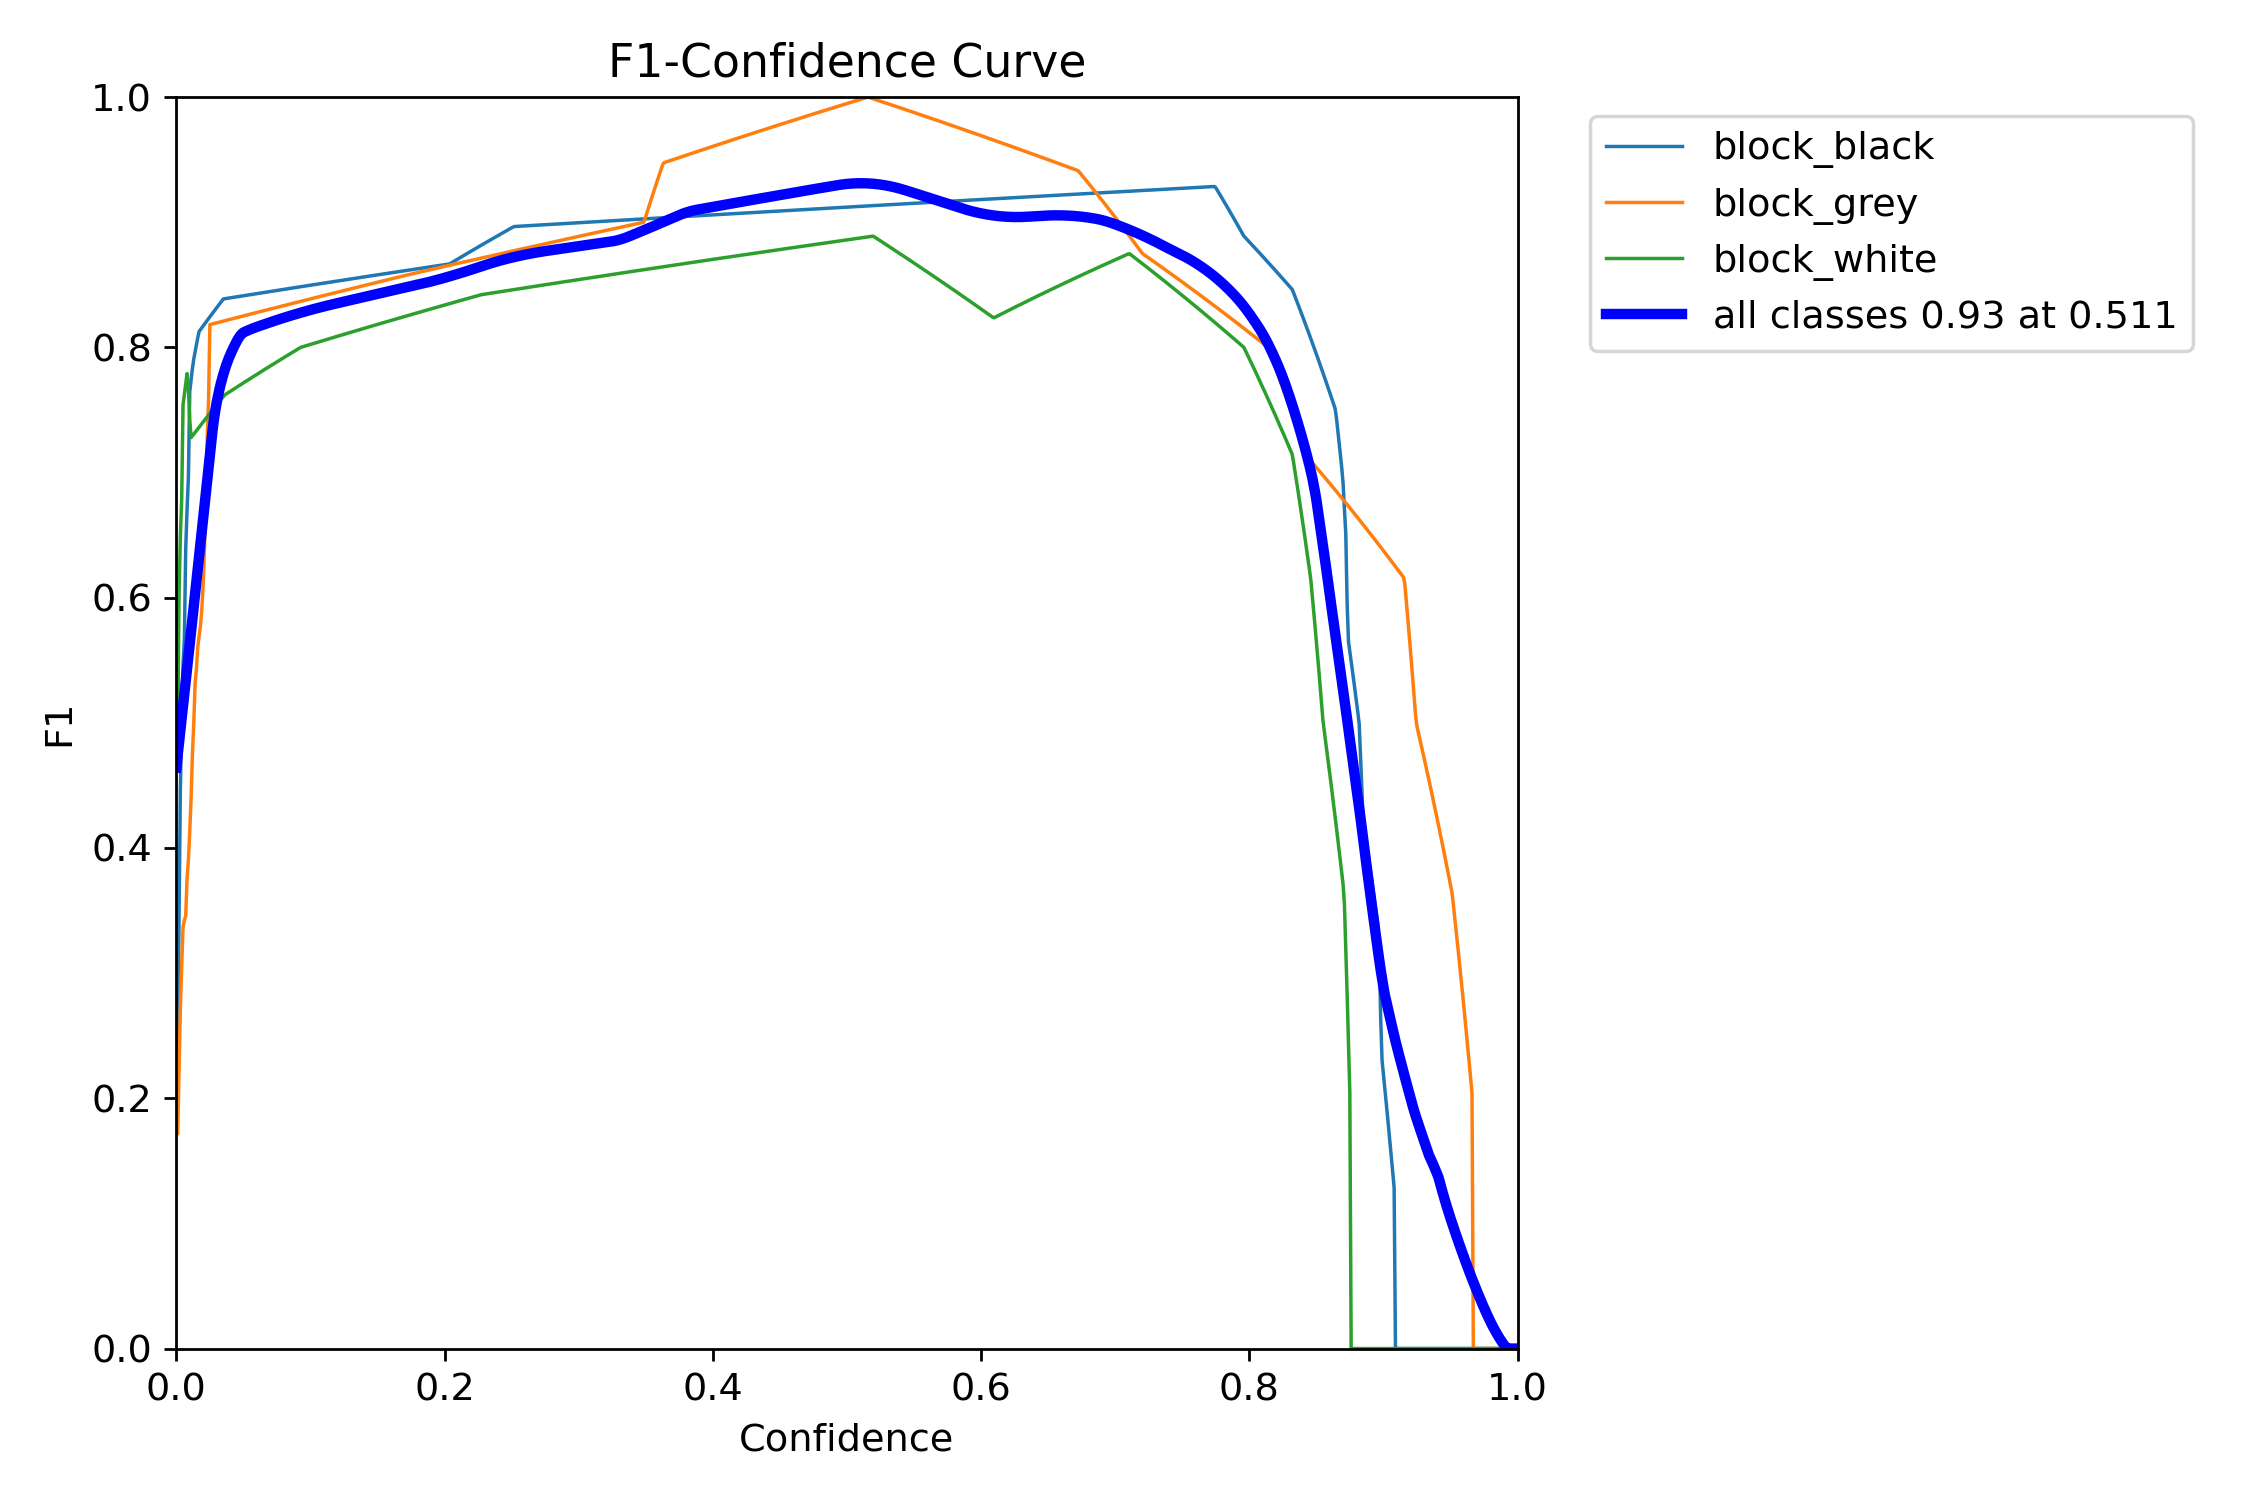 F1-Confidence Curve
1.0
0.8
0.6
0.4
0.2
0.0
F1
0.0 0.2 0.4 0.6 0.8 1.0
Confidence
block_black
block_grey
block_white
all classes 0.93 at 0.511